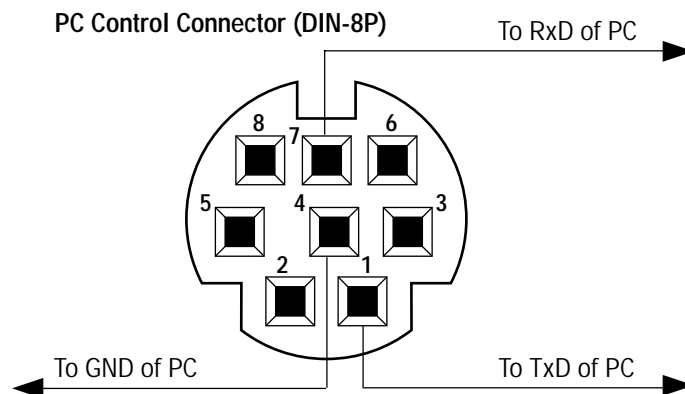 PC Control Connector (DIN-8P)
To RxD of PC
8 7 6
5 4 3
2 1
To GND of PC
To TxD of PC